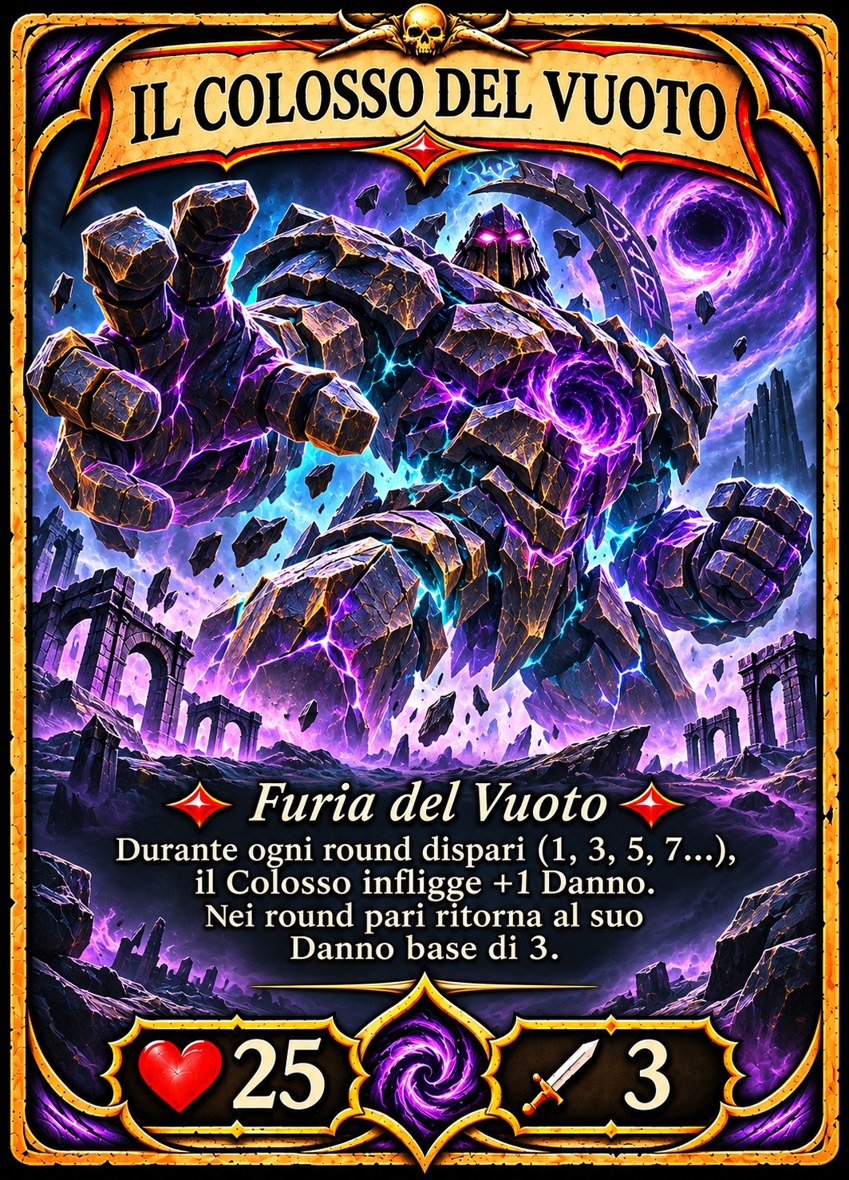 IL COLOSSO DEL VUOTO
Furia del Vuoto
Durante ogni round dispari (1, 3, 5, 7...),
il Colosso infligge +1 Danno.
Nei round pari ritorna al suo
Danno base di 3.
25
3